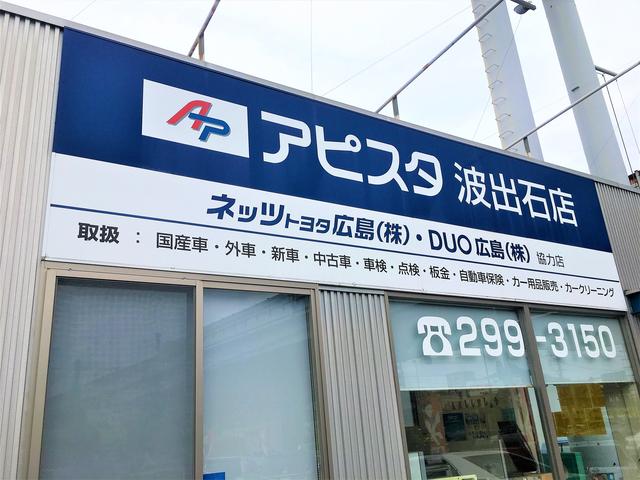 AP アピスタ 波出石店
ネッツトヨタ広島(株)・DUO広島(株) 協力店
取扱 : 国産車・外車・新車・中古車・車検・点検・板金・自動車保険・カー用品販売・カークリーニング
☎299-3150